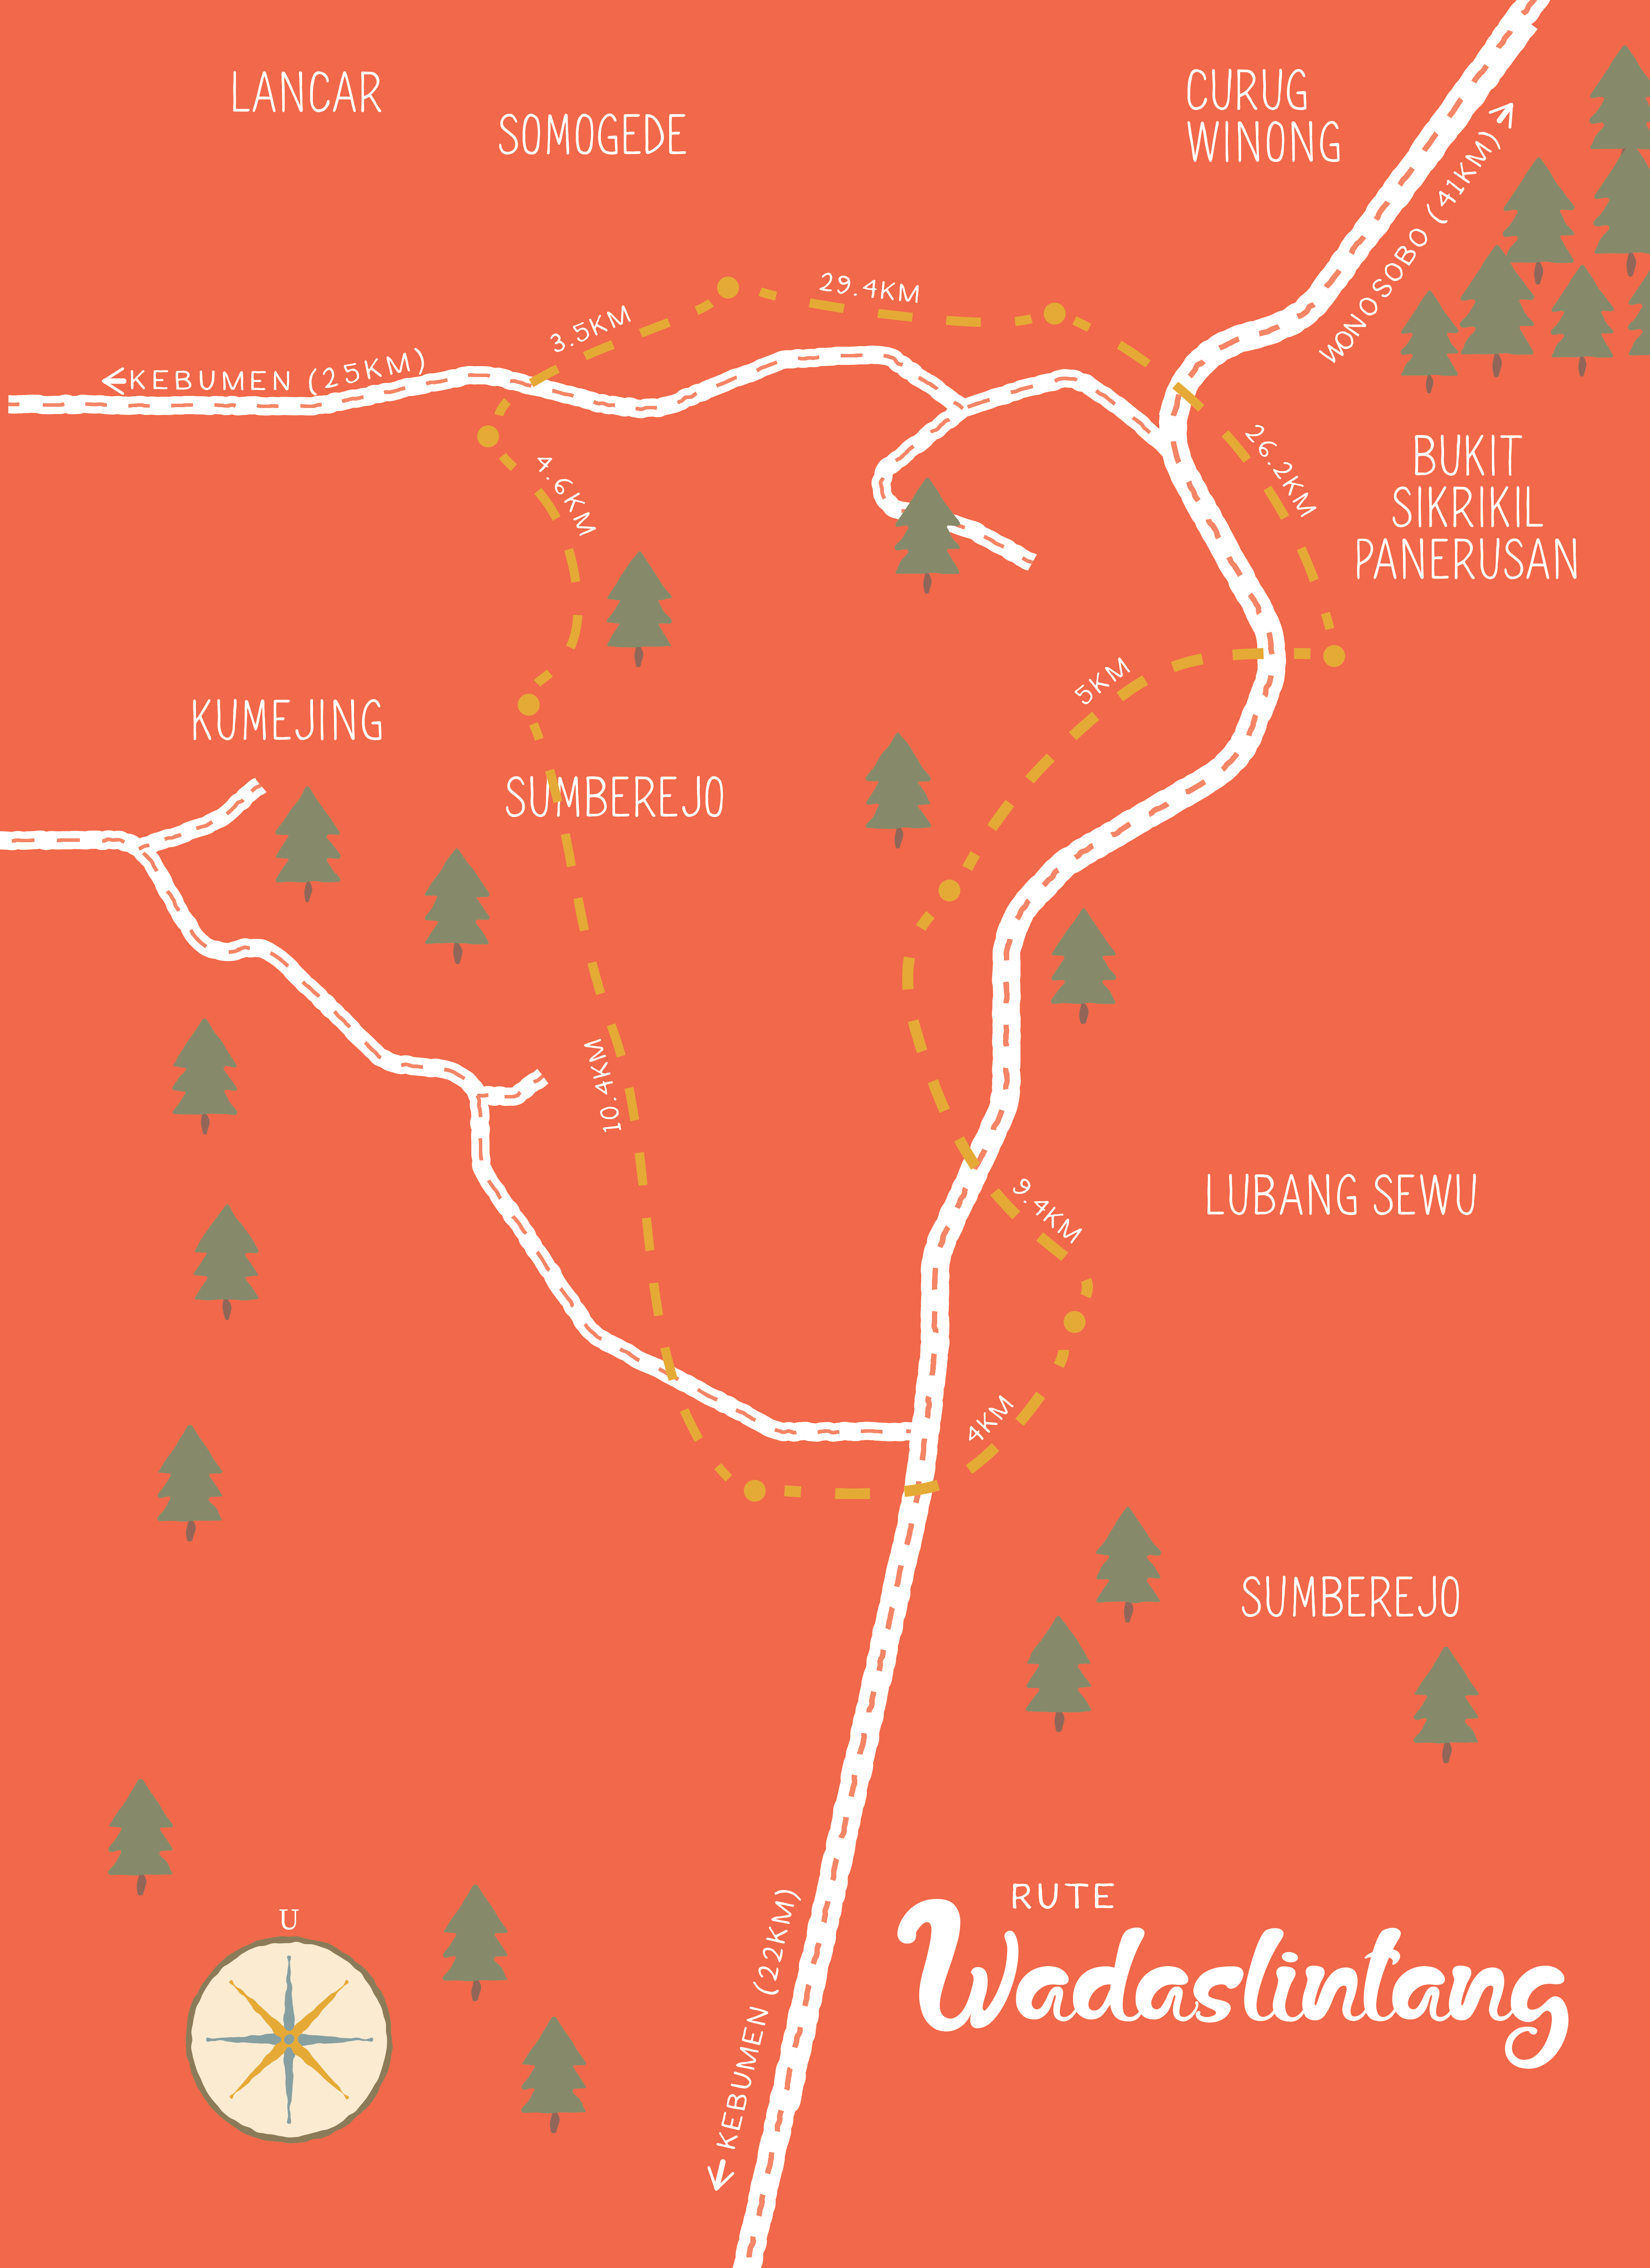 LANCAR
SOMOGEDE
CURUG
WINONG
WONOSOBO (41KM)
29.4KM
3.5KM
KEBUMEN (25KM)
26.2KM
BUKIT
SIKRIKIL
PANERUSAN
4.6KM
5KM
KUMEJING
SUMBEREJO
10.4KM
LUBANG SEWU
9.4KM
4KM
SUMBEREJO
RUTE
Wadaslintang
KEBUMEN (22KM)
U